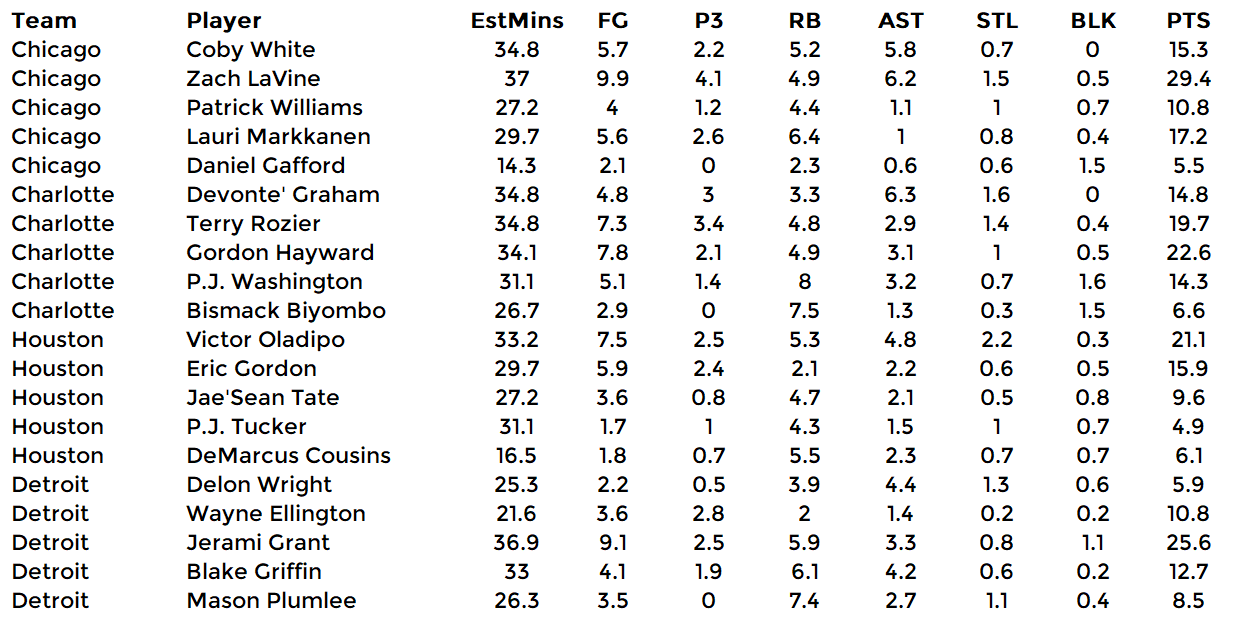 Team Player EstMins FG P3 RB AST STL BLK PTS
Chicago Coby White 34.8 5.7 2.2 5.2 5.8 0.7 0 15.3
Chicago Zach LaVine 37 9.9 4.1 4.9 6.2 1.5 0.5 29.4
Chicago Patrick Williams 27.2 4 1.2 4.4 1.1 1 0.7 10.8
Chicago Lauri Markkanen 29.7 5.6 2.6 6.4 1 0.8 0.4 17.2
Chicago Daniel Gafford 14.3 2.1 0 2.3 0.6 0.6 1.5 5.5
Charlotte Devonte' Graham 34.8 4.8 3 3.3 6.3 1.6 0 14.8
Charlotte Terry Rozier 34.8 7.3 3.4 4.8 2.9 1.4 0.4 19.7
Charlotte Gordon Hayward 34.1 7.8 2.1 4.9 3.1 1 0.5 22.6
Charlotte P.J. Washington 31.1 5.1 1.4 8 3.2 0.7 1.6 14.3
Charlotte Bismack Biyombo 26.7 2.9 0 7.5 1.3 0.3 1.5 6.6
Houston Victor Oladipo 33.2 7.5 2.5 5.3 4.8 2.2 0.3 21.1
Houston Eric Gordon 29.7 5.9 2.4 2.1 2.2 0.6 0.5 15.9
Houston Jae'Sean Tate 27.2 3.6 0.8 4.7 2.1 0.5 0.8 9.6
Houston P.J. Tucker 31.1 1.7 1 4.3 1.5 1 0.7 4.9
Houston DeMarcus Cousins 16.5 1.8 0.7 5.5 2.3 0.7 0.7 6.1
Detroit Delon Wright 25.3 2.2 0.5 3.9 4.4 1.3 0.6 5.9
Detroit Wayne Ellington 21.6 3.6 2.8 2 1.4 0.2 0.2 10.8
Detroit Jerami Grant 36.9 9.1 2.5 5.9 3.3 0.8 1.1 25.6
Detroit Blake Griffin 33 4.1 1.9 6.1 4.2 0.6 0.2 12.7
Detroit Mason Plumlee 26.3 3.5 0 7.4 2.7 1.1 0.4 8.5